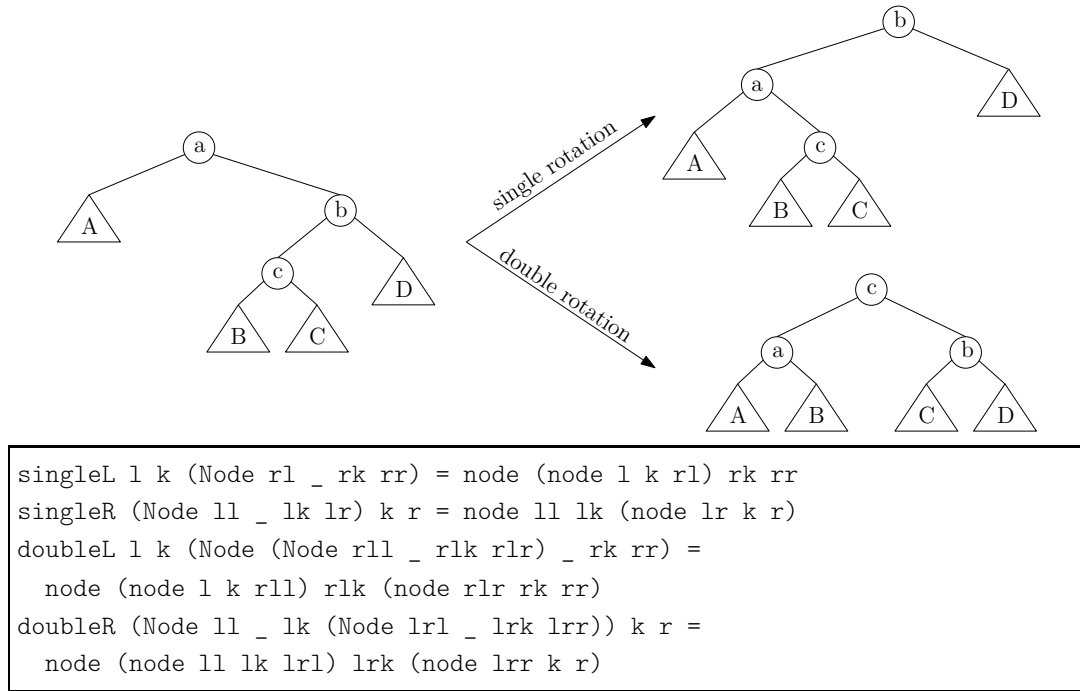 a
A
b
c
D
B
C
single rotation
double rotation
b
a
D
A
c
B
C
c
a
b
A
B
C
D
singleL l k (Node rl _ rk rr) = node (node l k rl) rk rr
singleR (Node ll _ lk lr) k r = node ll lk (node lr k r)
doubleL l k (Node (Node rll _ rlk rlr) _ rk rr) =
node (node l k rll) rlk (node rlr rk rr)
doubleR (Node ll _ lk (Node lrl _ lrk lrr)) k r =
node (node ll lk lrl) lrk (node lrr k r)